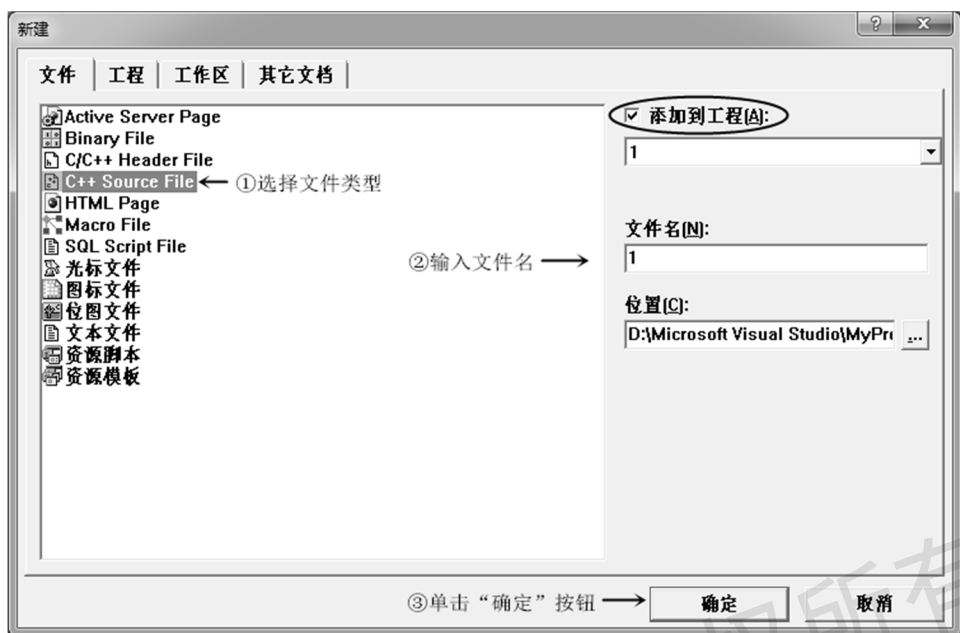 新建
文件 工程 工作区 其它文档
Active Server Page
Binary File
C/C++ Header File
C++ Source File
①选择文件类型
HTML Page
Macro File
SQL Script File
光标文件
图标文件
位图文件
文本文件
资源脚本
资源模板
添加到工程(A):
1
②输入文件名
文件名(N):
1
位置(C):
D:\Microsoft Visual Studio\MyPr
...
③单击“确定”按钮
确定
取消
所有